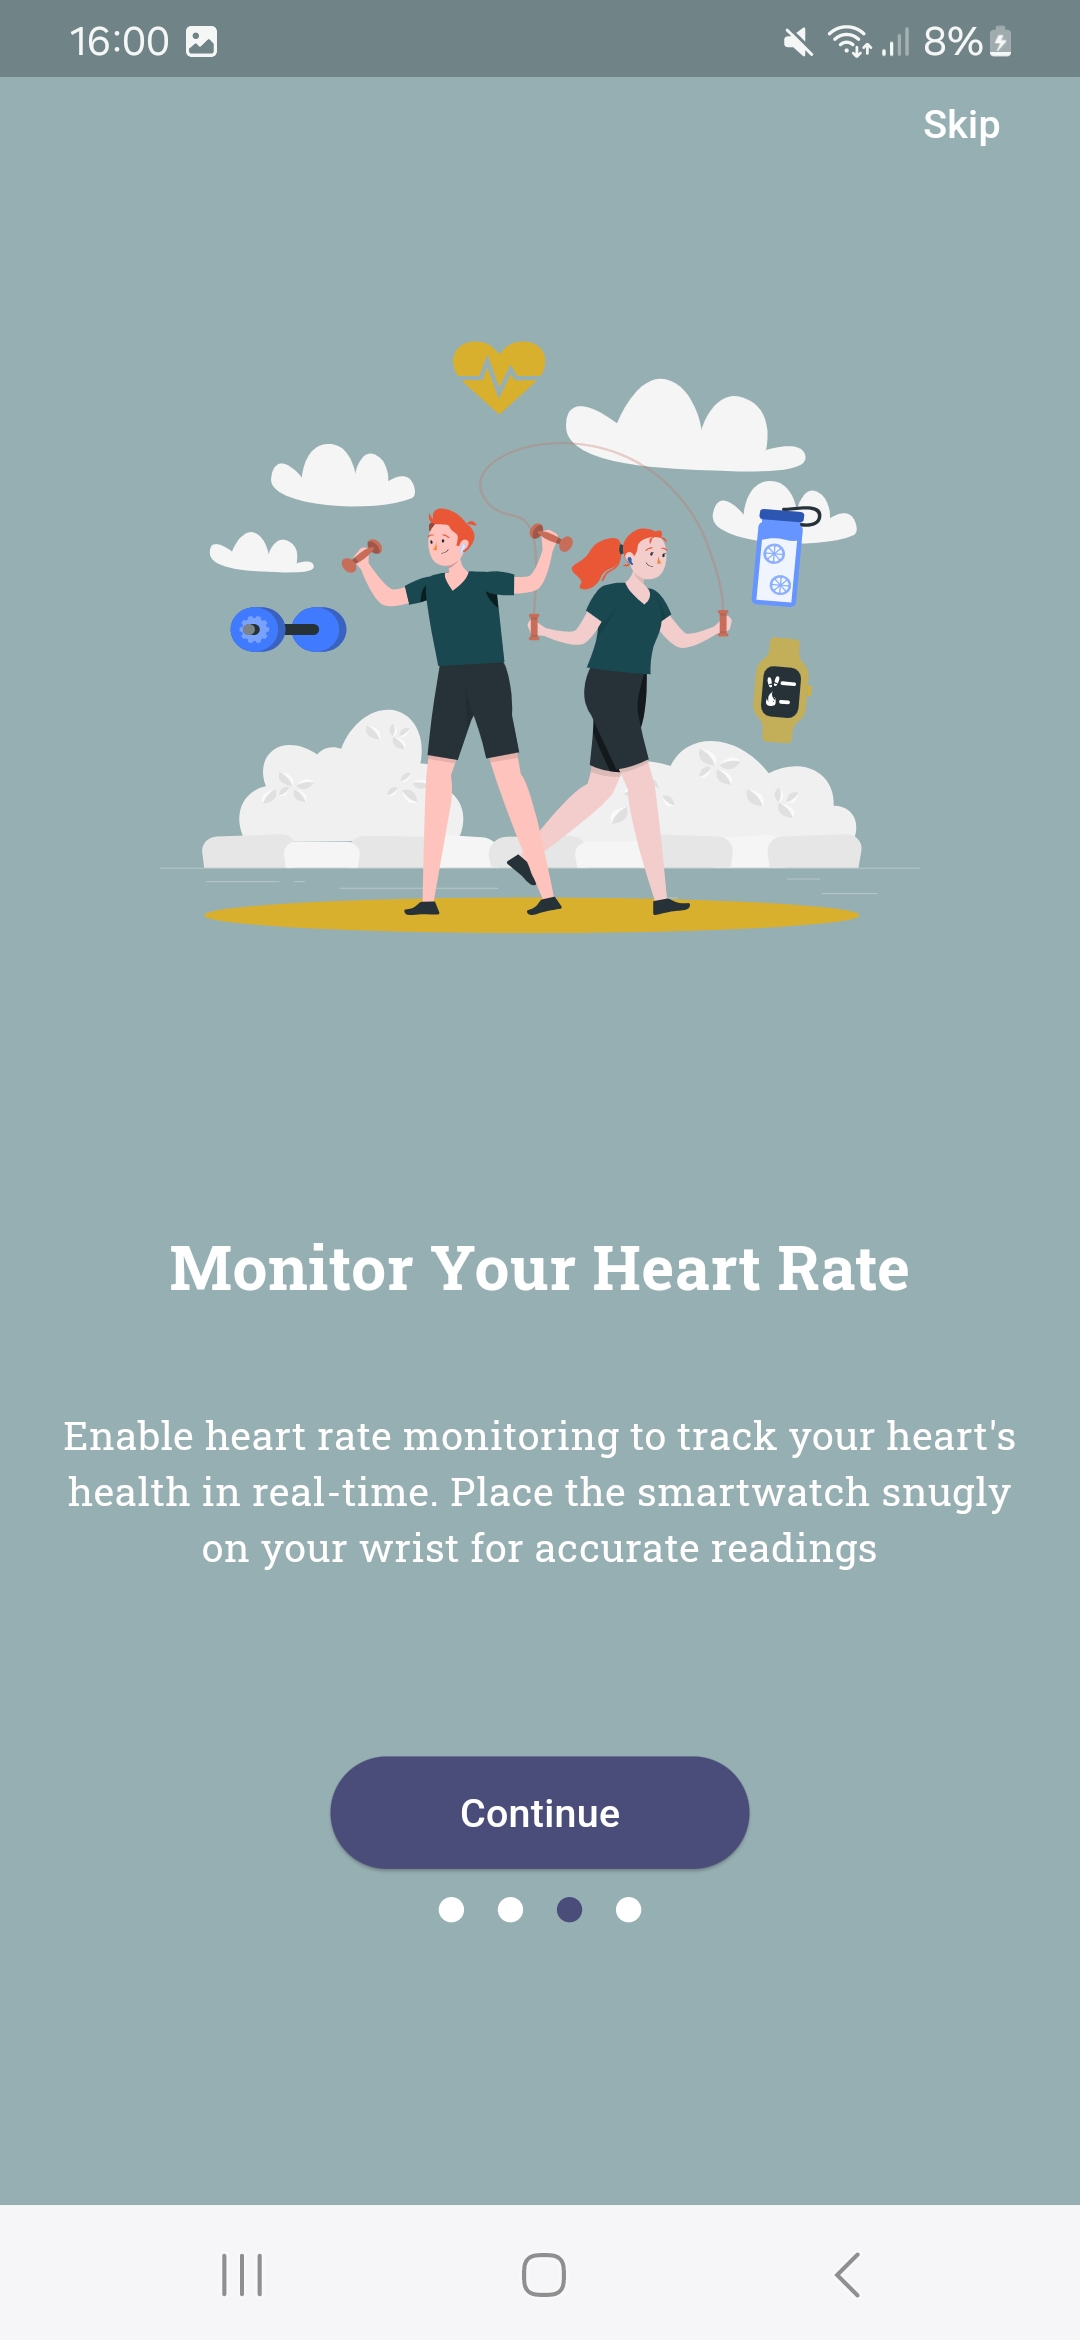 16:00
8%
Skip
Monitor Your Heart Rate
Enable heart rate monitoring to track your heart's
health in real-time. Place the smartwatch snugly
on your wrist for accurate readings
Continue